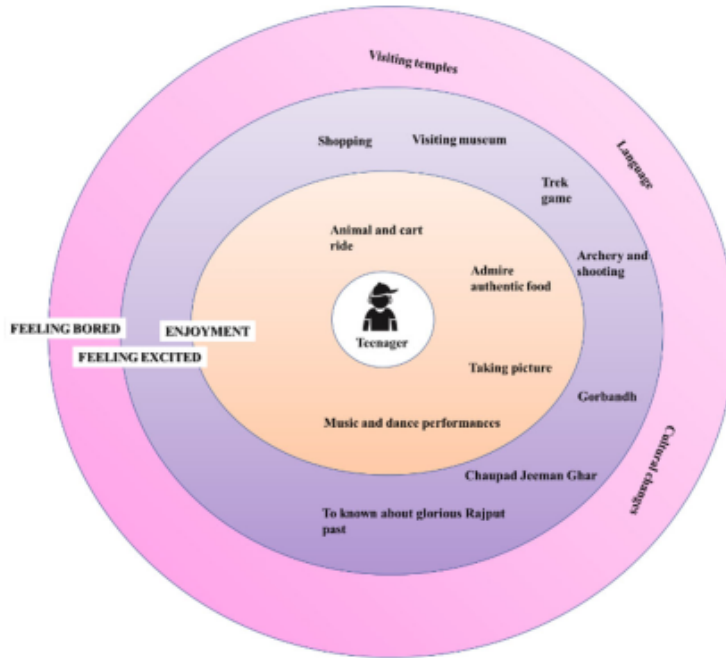 Visiting temples
Language
Cultural changes
Shopping
Visiting museum
Trek
game
Archery and
shooting
Gorbandh
Chaupad Jeeman Ghar
To known about glorious Rajput
past
Animal and cart
ride
Admire
authentic food
Taking picture
Music and dance performances
Teenager
FEELING BORED
ENJOYMENT
FEELING EXCITED